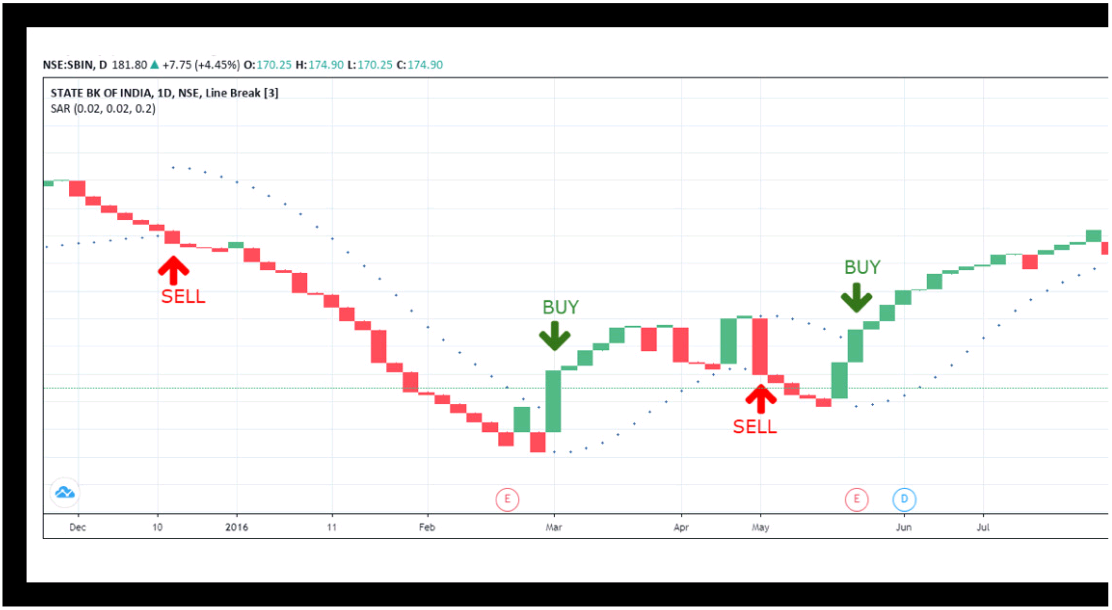 NSE:SBIN, D 181.80 ▲ +7.75 (+4.45%) O:170.25 H:174.90 L:170.25 C:174.90
STATE BK OF INDIA, 1D, NSE, Line Break [3]
SAR (0.02, 0.02, 0.2)
BUY
SELL
BUY
SELL
E E D
Dec 10 2016 11 Feb Mar Apr May Jun Jul